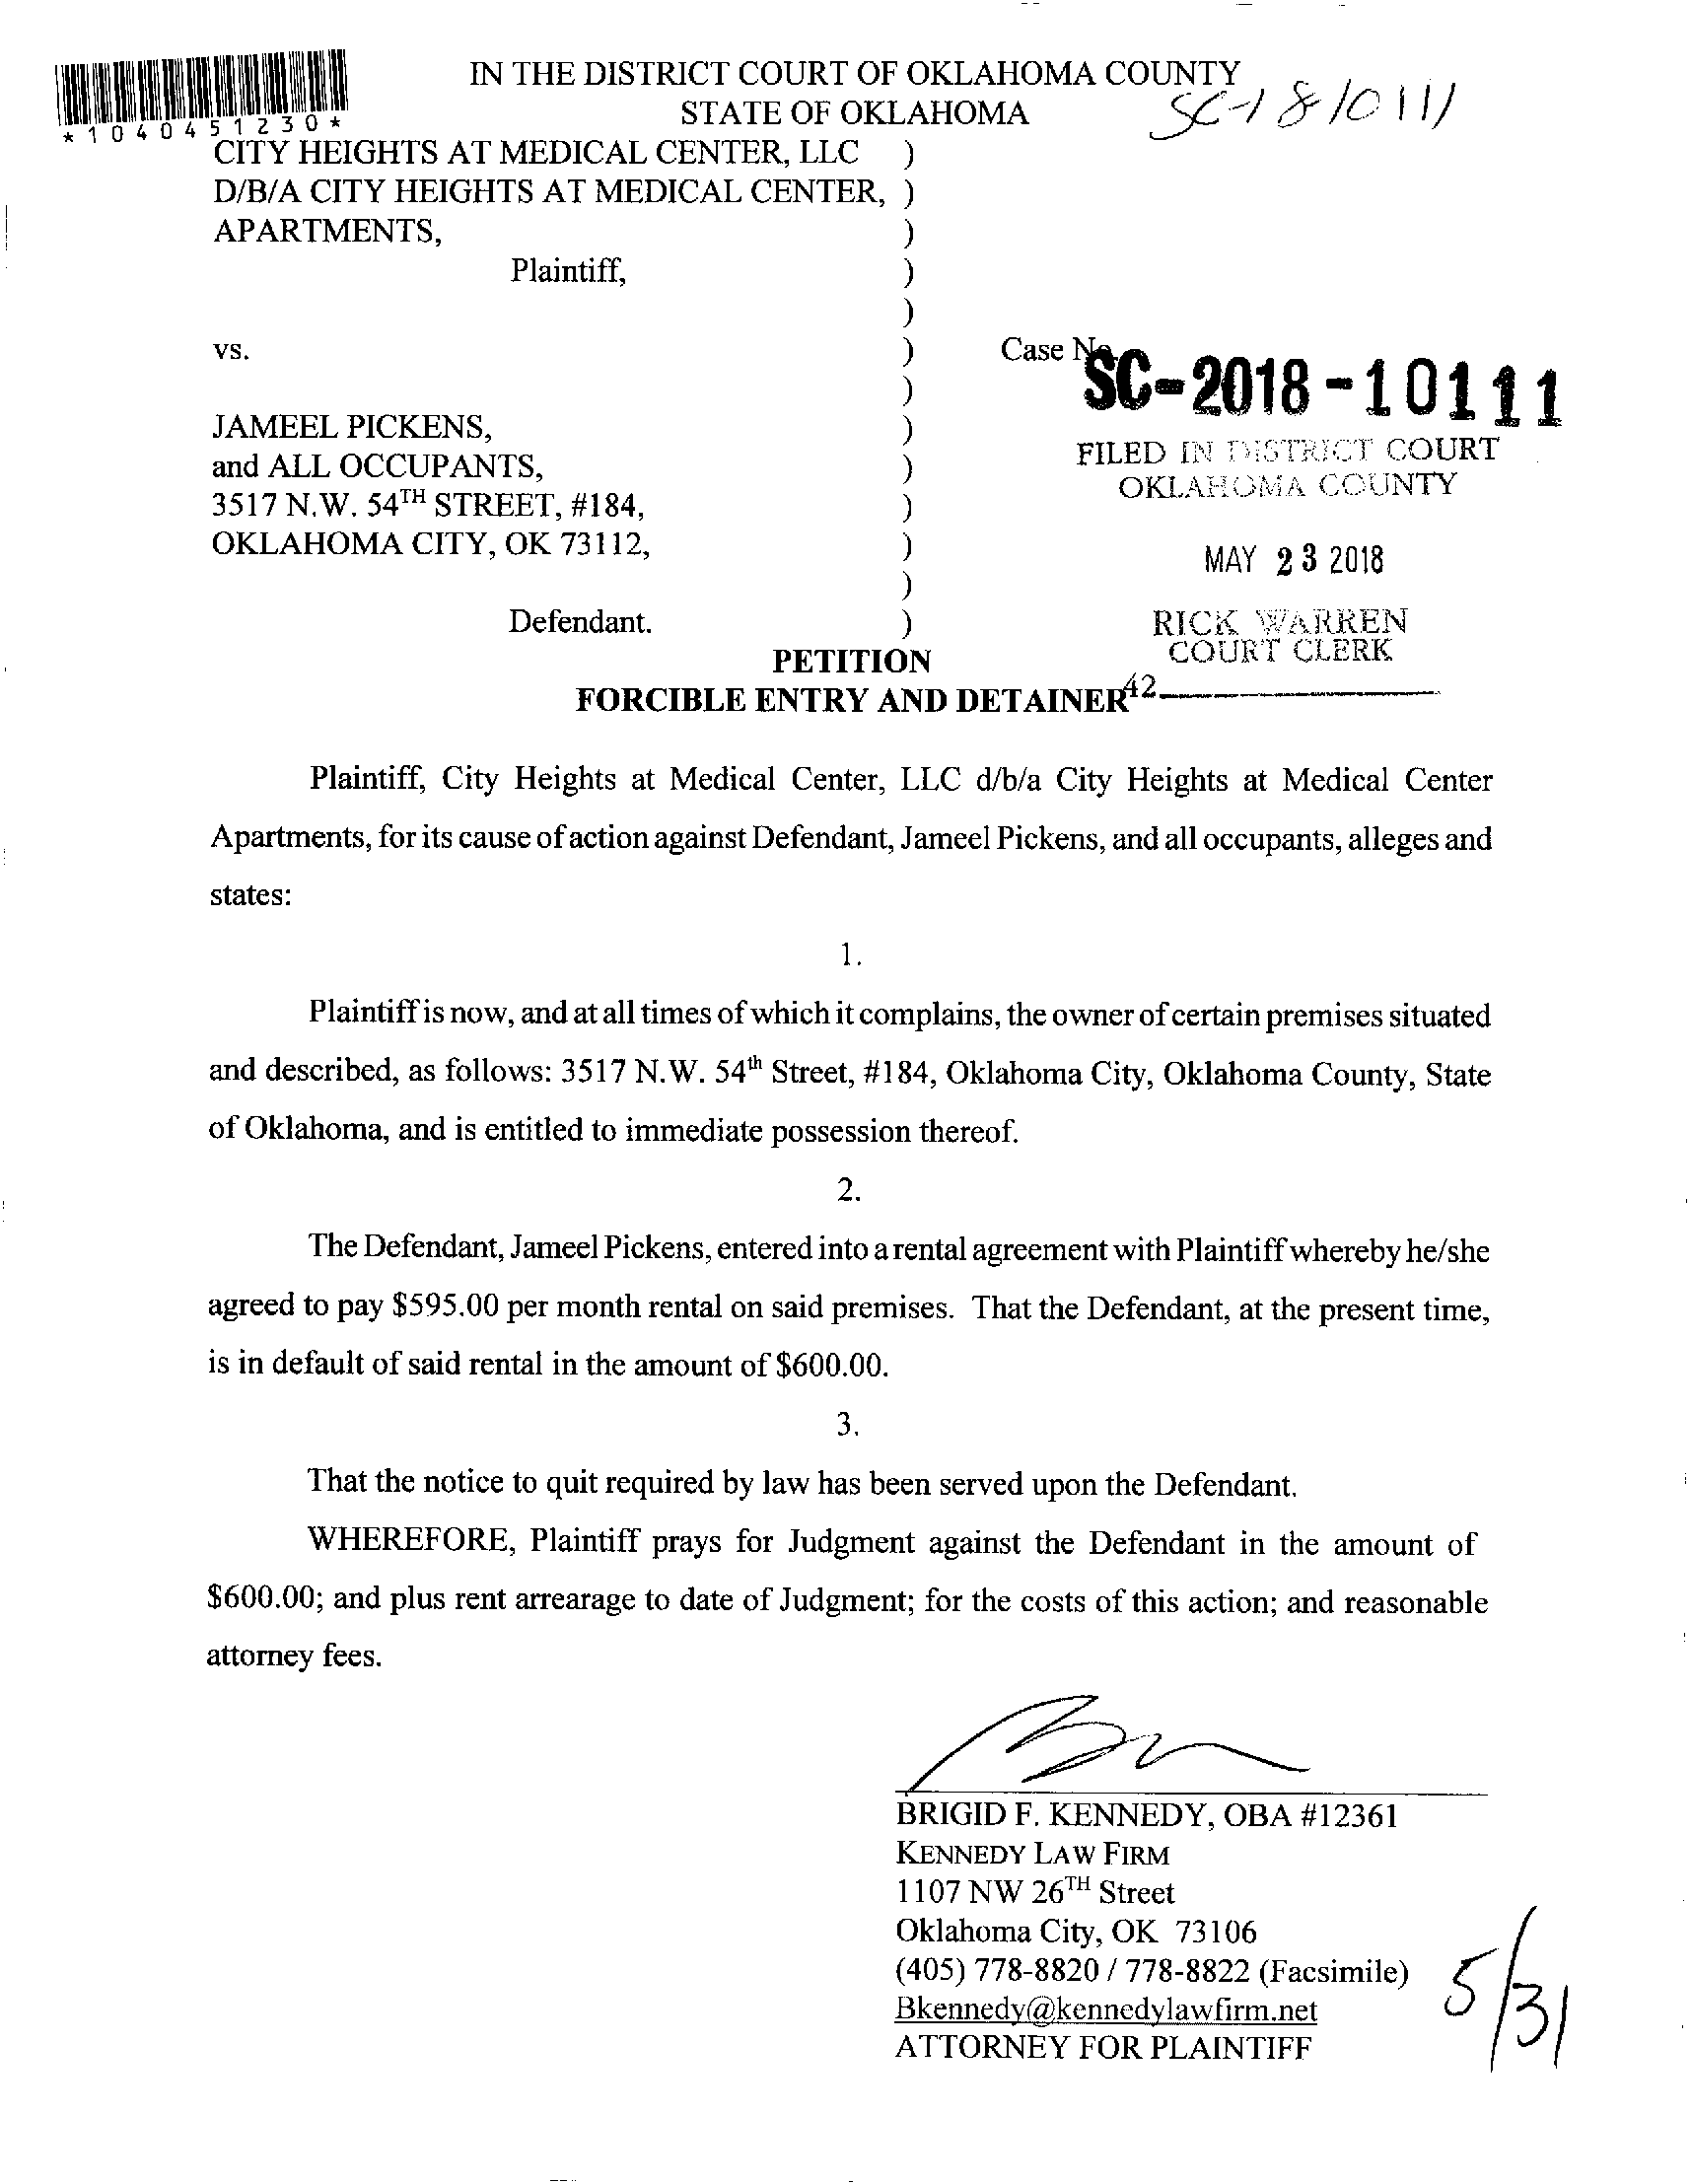 IN THE DISTRICT COURT OF OKLAHOMA COUNTY
STATE OF OKLAHOMA
SC-18/0111
*1040451230*
CITY HEIGHTS AT MEDICAL CENTER, LLC )
D/B/A CITY HEIGHTS AT MEDICAL CENTER, )
APARTMENTS, )
Plaintiff, )
)
vs. ) Case No.
SC-2018-10111
)
JAMEEL PICKENS, )
and ALL OCCUPANTS, )
3517 N.W. 54TH STREET, #184, )
OKLAHOMA CITY, OK 73112, )
)
Defendant. )
FILED IN DISTRICT COURT
OKLAHOMA COUNTY
MAY 23 2018
RICK WARREN
COURT CLERK
42
PETITION
FORCIBLE ENTRY AND DETAINER
Plaintiff, City Heights at Medical Center, LLC d/b/a City Heights at Medical Center
Apartments, for its cause of action against Defendant, Jameel Pickens, and all occupants, alleges and
states:
1.
Plaintiff is now, and at all times of which it complains, the owner of certain premises situated
and described, as follows: 3517 N.W. 54th Street, #184, Oklahoma City, Oklahoma County, State
of Oklahoma, and is entitled to immediate possession thereof.
2.
The Defendant, Jameel Pickens, entered into a rental agreement with Plaintiff whereby he/she
agreed to pay $595.00 per month rental on said premises. That the Defendant, at the present time,
is in default of said rental in the amount of $600.00.
3.
That the notice to quit required by law has been served upon the Defendant.
WHEREFORE, Plaintiff prays for Judgment against the Defendant in the amount of
$600.00; and plus rent arrearage to date of Judgment; for the costs of this action; and reasonable
attorney fees.
BRIGID F. KENNEDY, OBA #12361
KENNEDY LAW FIRM
1107 NW 26TH Street
Oklahoma City, OK 73106
(405) 778-8820 / 778-8822 (Facsimile)
Bkennedy@kennedylawfirm.net
ATTORNEY FOR PLAINTIFF
5/31